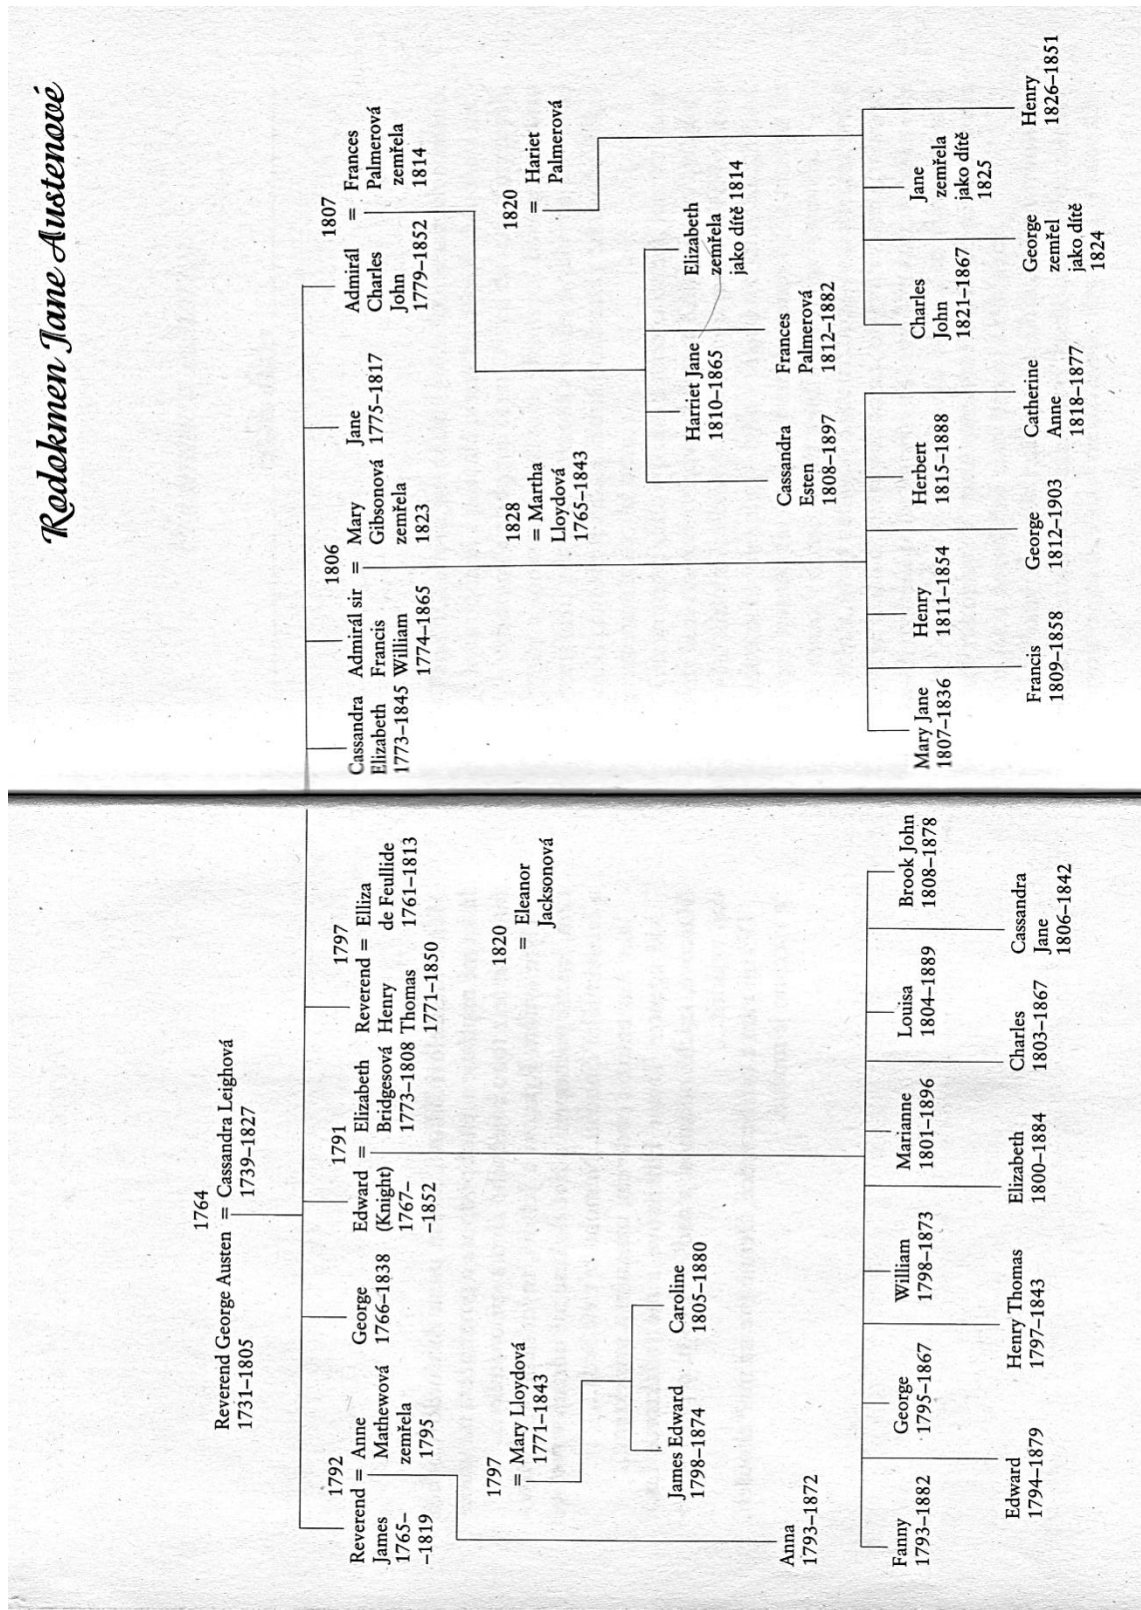 Rodokmen Jane Austenové
1764
Reverend George Austen = Cassandra Leighová
1731–1805
1739–1827
1792
Reverend = Anne
James
Mathewová
1765–
zemřela
–1819
1795
George
1766–1838
1791
Edward = Elizabeth
(Knight)
Bridgesová
1767–
1773–1808
–1852
1797
Reverend = Elliza
Henry
de Feullide
Thomas
1761–1813
1771–1850
Cassandra
Elizabeth
1773–1845
1806
Admirál sir = Mary
Francis
Gibsonová
William
zemřela
1774–1865
1823
Jane
1775–1817
1807
Admirál = Frances
Charles
Palmerová
John
zemřela
1779–1852
1814
1797
= Mary Lloydová
1771–1843
1820
= Eleanor
Jacksonová
1828
= Martha
Lloydová
1765–1843
1820
= Hariet
Palmerová
James Edward
1798–1874
Caroline
1805–1880
Harriet Jane
1810–1865
Elizabeth
zemřela
jako dítě 1814
Anna
1793–1872
Cassandra
Esten
1808–1897
Frances
Palmerová
1812–1882
Fanny
1793–1882
George
1795–1867
William
1798–1873
Marianne
1801–1896
Louisa
1804–1889
Brook John
1808–1878
Mary Jane
1807–1836
Henry
1811–1854
Herbert
1815–1888
Charles
John
1821–1867
Jane
zemřela
jako dítě
1825
Edward
1794–1879
Henry Thomas
1797–1843
Elizabeth
1800–1884
Charles
1803–1867
Cassandra
Jane
1806–1842
Francis
1809–1858
George
1812–1903
Catherine
Anne
1818–1877
George
zemřel
jako dítě
1824
Henry
1826–1851